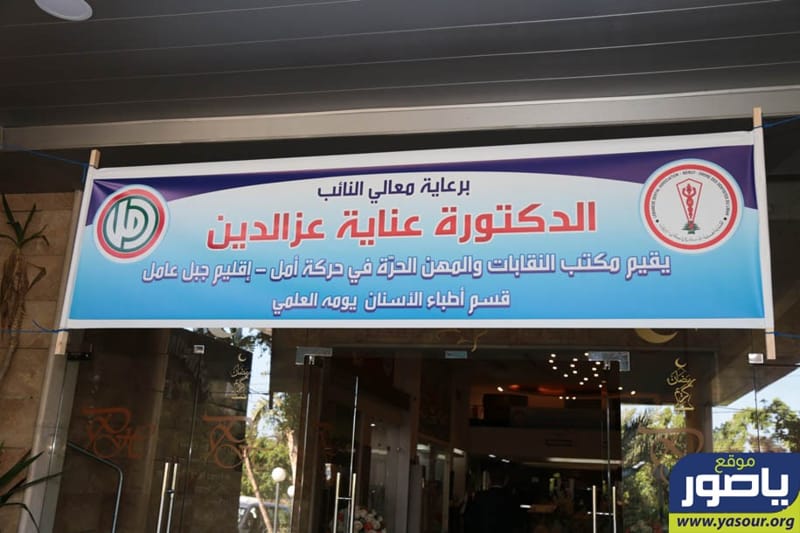 برعاية معالي النائب
الدكتورة عناية عزالدين
يقيم مكتب النقابات والمهن الحرّة في حركة أمل - إقليم جبل عامل
قسم أطباء الأسنان يومه العلمي
رمضان
موقع
ياصور
www.yasour.org